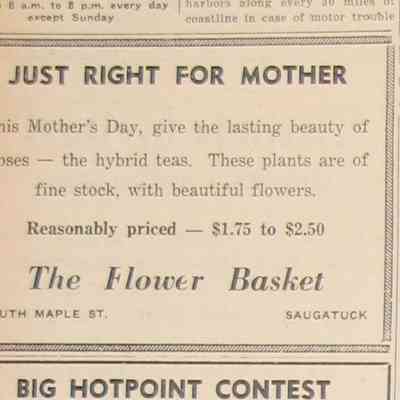 8 a.m. to 8 p.m. every day
except Sunday
harbors along every 30 miles of
coastline in case of motor trouble
JUST RIGHT FOR MOTHER
his Mother's Day, give the lasting beauty of
oses — the hybrid teas. These plants are of
fine stock, with beautiful flowers.
Reasonably priced — $1.75 to $2.50
The Flower Basket
UTH MAPLE ST. SAUGATUCK
BIG HOTPOINT CONTEST